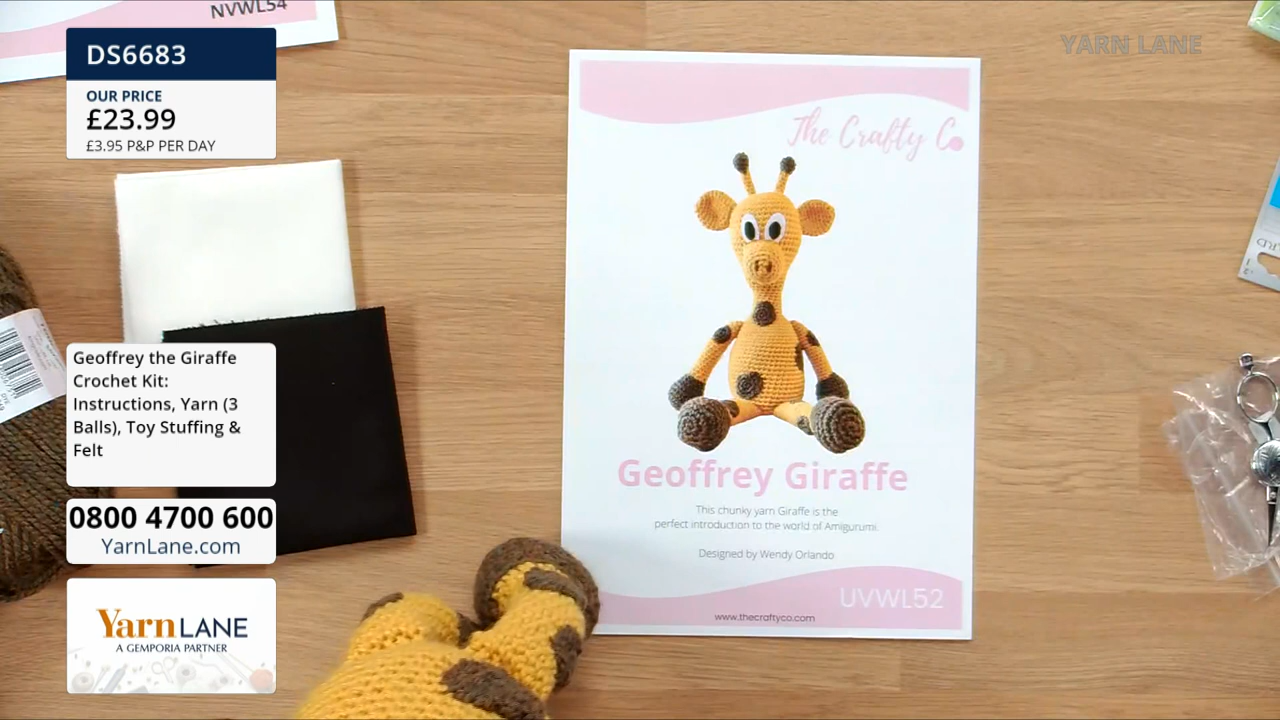 NVWL54
DS6683
OUR PRICE
£23.99
£3.95 P&P PER DAY
YARN LANE
The Crafty Co
Geoffrey the Giraffe
Crochet Kit:
Instructions, Yarn (3
Balls), Toy Stuffing &
Felt
0800 4700 600
YarnLane.com
YarnLANE
A GEMPORIA PARTNER
Geoffrey Giraffe
This chunky yarn Giraffe is the
perfect introduction to the world of Amigurumi.
Designed by Wendy Orlando
UVWL52
www.thecraftyco.com